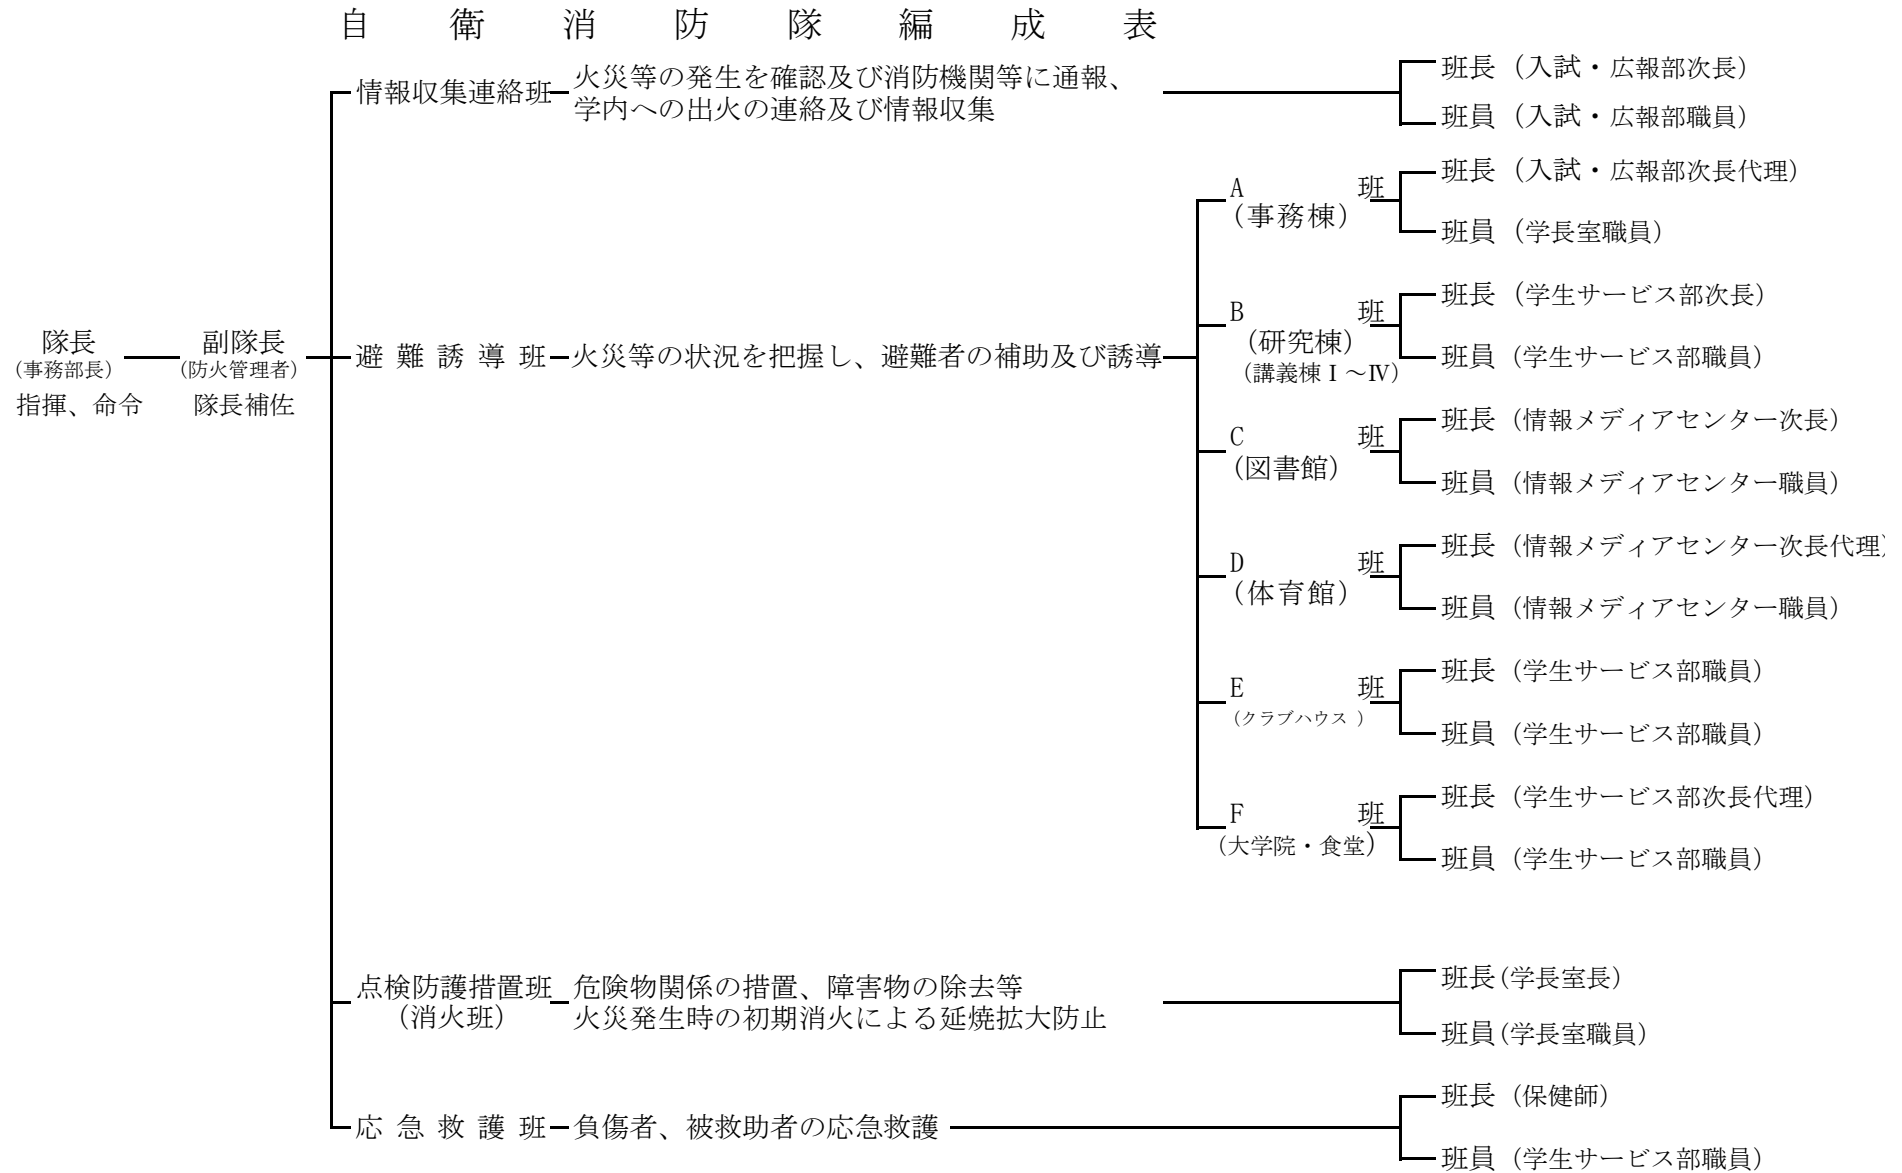 自衛消防隊編成表
隊長
(事務部長)
指揮、命令
副隊長
(防火管理者)
隊長補佐
情報収集連絡班
火災等の発生を確認及び消防機関等に通報、
学内への出火の連絡及び情報収集
班長 (入試・広報部次長)
班員 (入試・広報部職員)
避難誘導班
火災等の状況を把握し、避難者の補助及び誘導
A 班
(事務棟)
班長 (入試・広報部次長代理)
班員 (学長室職員)
B 班
(研究棟)
(講義棟Ⅰ～Ⅳ)
班長 (学生サービス部次長)
班員 (学生サービス部職員)
C 班
(図書館)
班長 (情報メディアセンター次長)
班員 (情報メディアセンター職員)
D 班
(体育館)
班長 (情報メディアセンター次長代理)
班員 (情報メディアセンター職員)
E 班
(クラブハウス )
班長 (学生サービス部職員)
班員 (学生サービス部職員)
F 班
(大学院・食堂)
班長 (学生サービス部次長代理)
班員 (学生サービス部職員)
点検防護措置班
(消火班)
危険物関係の措置、障害物の除去等
火災発生時の初期消火による延焼拡大防止
班長(学長室長)
班員(学長室職員)
応急救護班
負傷者、被救助者の応急救護
班長 (保健師)
班員 (学生サービス部職員)